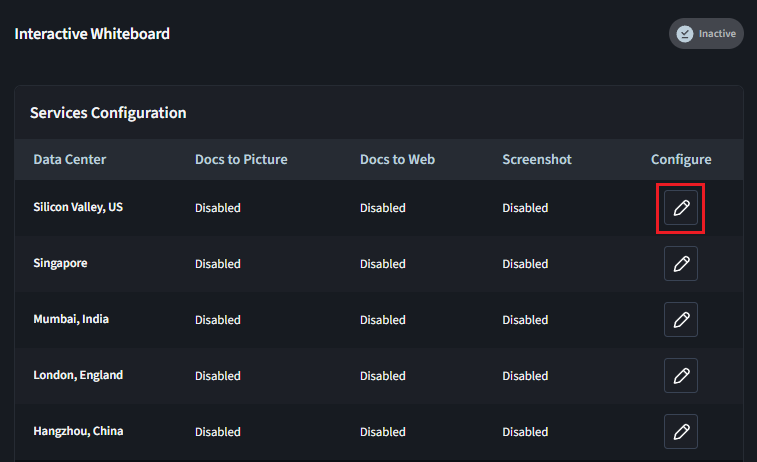 Interactive Whiteboard Inactive
Services Configuration
Data Center Docs to Picture Docs to Web Screenshot Configure
Silicon Valley, US Disabled Disabled Disabled
Singapore Disabled Disabled Disabled
Mumbai, India Disabled Disabled Disabled
London, England Disabled Disabled Disabled
Hangzhou, China Disabled Disabled Disabled